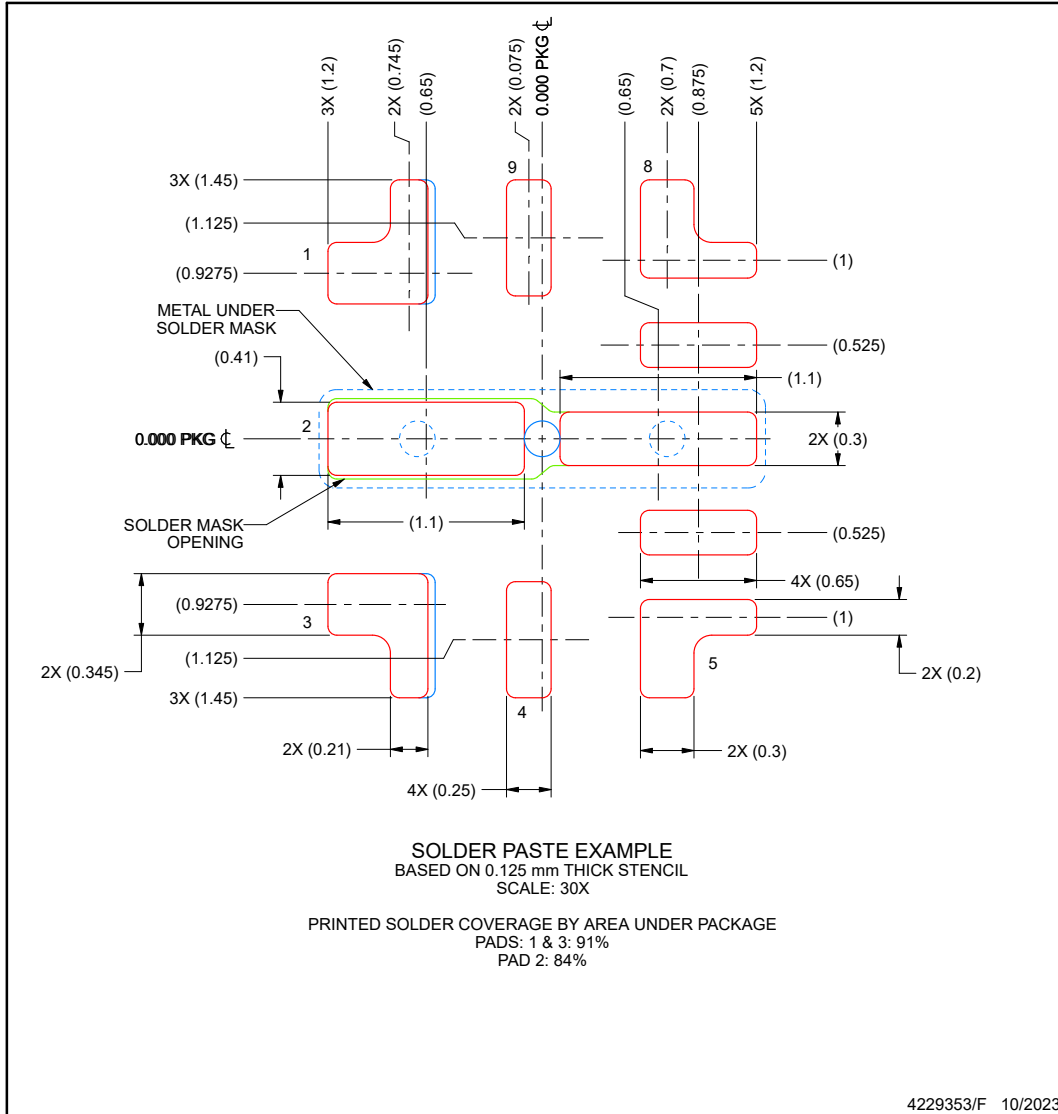 3X (1.2)
2X (0.745)
(0.65)
2X (0.075)
0.000 PKG ℄
(0.65)
2X (0.7)
(0.875)
5X (1.2)
3X (1.45)
9
8
(1.125)
1
(0.9275)
(1)
METAL UNDER
SOLDER MASK
(0.41)
(0.525)
(1.1)
2
0.000 PKG ℄
2X (0.3)
SOLDER MASK
OPENING
(1.1)
(0.525)
4X (0.65)
(0.9275)
3
(1)
2X (0.345)
(1.125)
5
2X (0.2)
3X (1.45)
4
2X (0.21)
2X (0.3)
4X (0.25)
SOLDER PASTE EXAMPLE
BASED ON 0.125 mm THICK STENCIL
SCALE: 30X
PRINTED SOLDER COVERAGE BY AREA UNDER PACKAGE
PADS: 1 & 3: 91%
PAD 2: 84%
4229353/F 10/2023